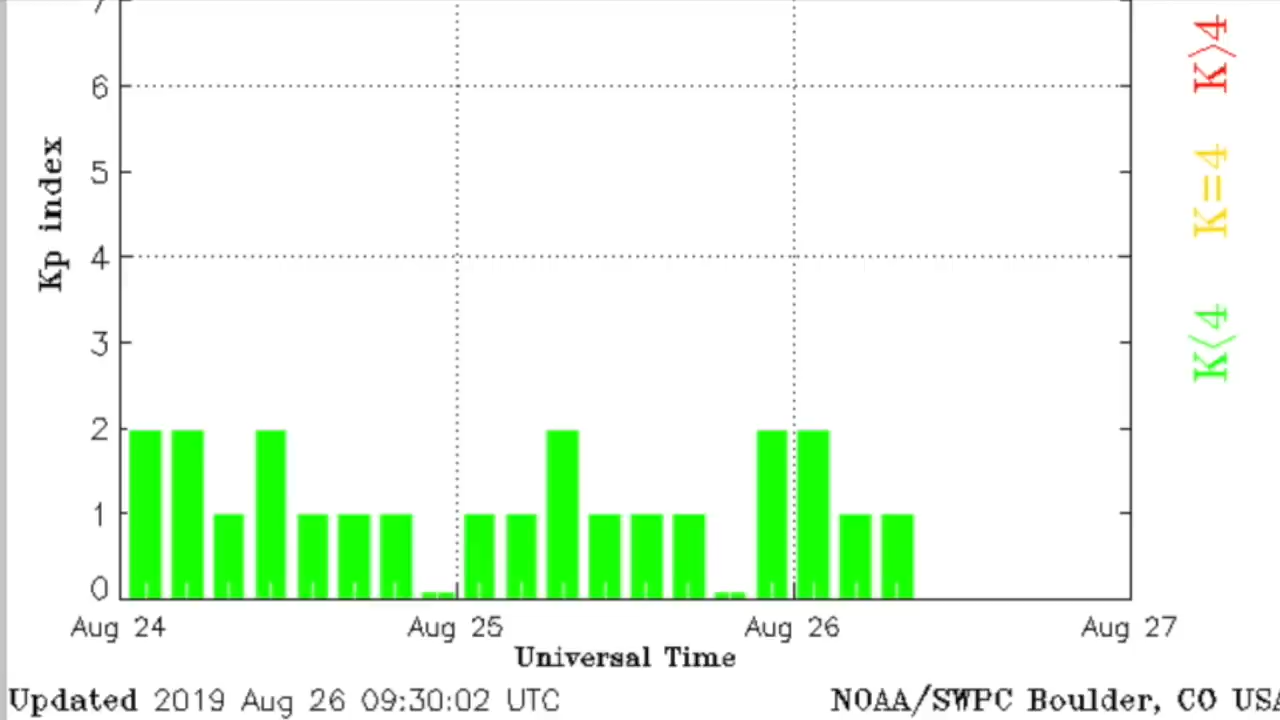 7
6
5
4
3
2
1
0
Kp index
Aug 24 Aug 25 Aug 26 Aug 27
Universal Time
Updated 2019 Aug 26 09:30:02 UTC
NOAA/SWPC Boulder, CO USA
K>4
K=4
K<4